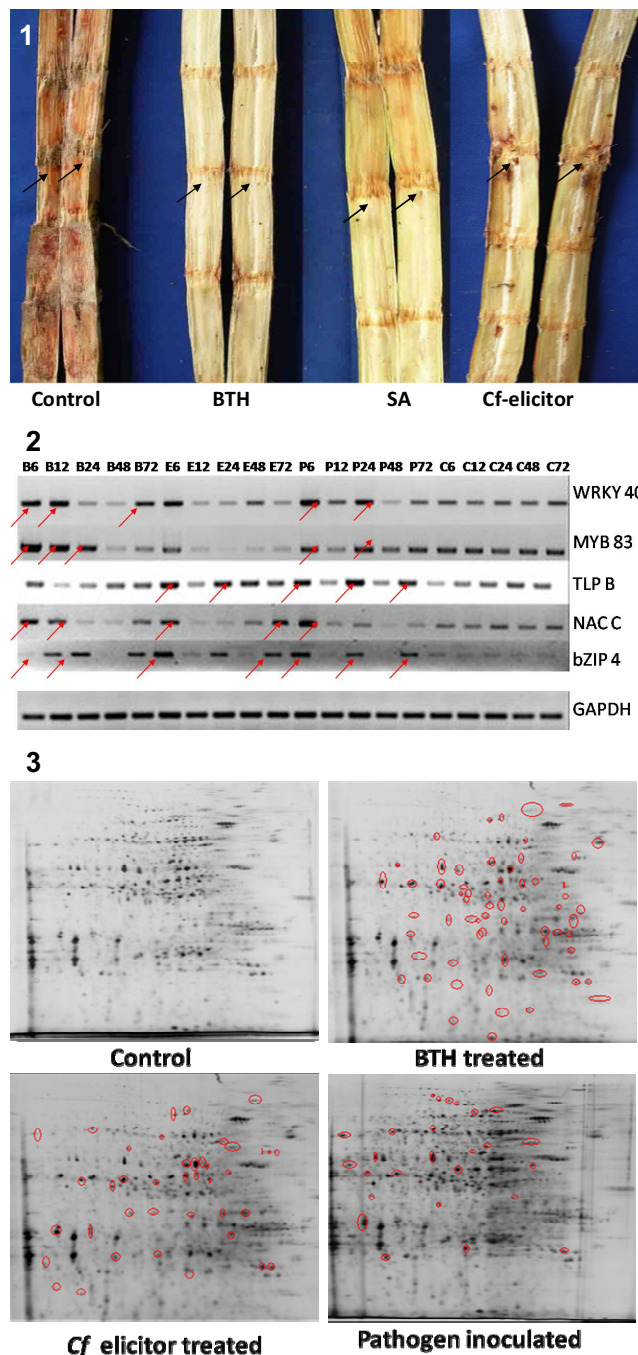 1
Control BTH SA Cf-elicitor
2
B6 B12 B24 B48 B72 E6 E12 E24 E48 E72 P6 P12 P24 P48 P72 C6 C12 C24 C48 C72
WRKY 40
MYB 83
TLP B
NAC C
bZIP 4
GAPDH
3
Control BTH treated
Cf elicitor treated Pathogen inoculated